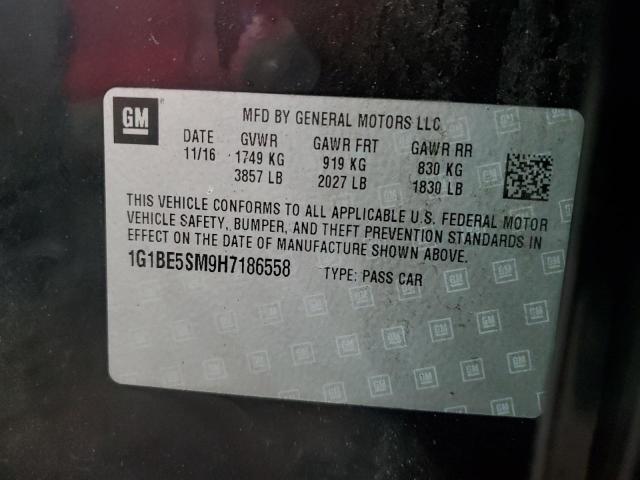 GM
MFD BY GENERAL MOTORS LLC
DATE GVWR GAWR FRT GAWR RR
11/16 1749 KG 919 KG 830 KG
3857 LB 2027 LB 1830 LB
THIS VEHICLE CONFORMS TO ALL APPLICABLE U.S. FEDERAL MOTOR
VEHICLE SAFETY, BUMPER, AND THEFT PREVENTION STANDARDS IN
EFFECT ON THE DATE OF MANUFACTURE SHOWN ABOVE.
1G1BE5SM9H7186558 TYPE: PASS CAR